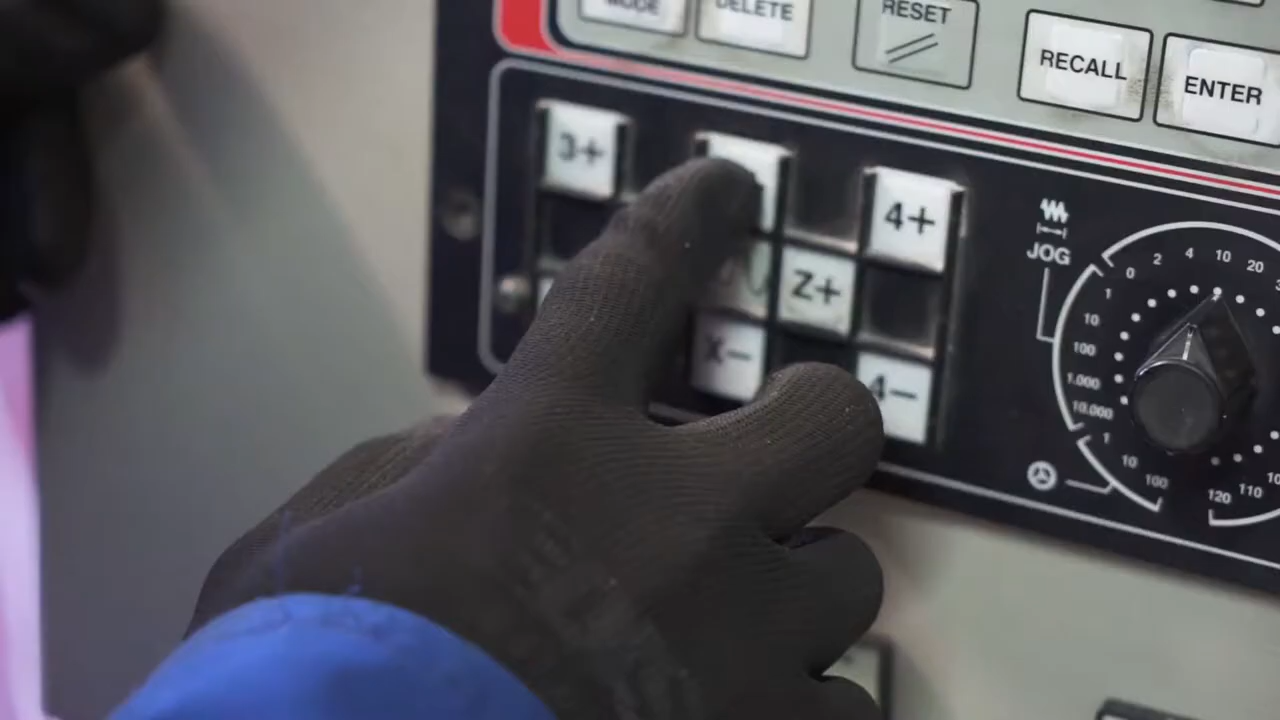 MODE DELETE RESET RECALL ENTER
3+ 4+
Z+
X− 4−
JOG
0 2 4 10 20
1
10
100
1.000
10.000
1
10
100
120 110